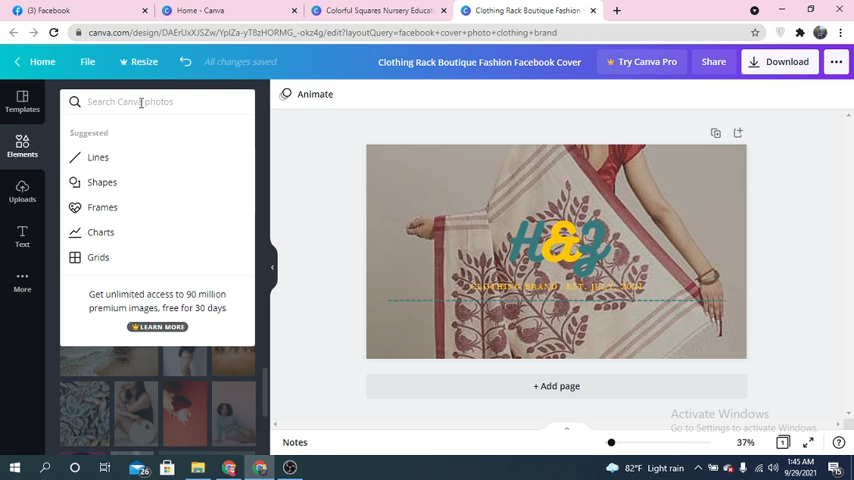 (3) Facebook
Home - Canva
Colorful Squares Nursery Educati
Clothing Rack Boutique Fashion F
canva.com/design/DAErUxXJSZw/YplZa-yT8zHORMG_-okz4g/edit?layoutQuery=facebook+cover+photo+clothing+brand
Home
File
Resize
All changes saved
Clothing Rack Boutique Fashion Facebook Cover
Try Canva Pro
Share
Download
Templates
Elements
Uploads
Text
More
Search Canva photos
Suggested
Lines
Shapes
Frames
Charts
Grids
Get unlimited access to 90 million
premium images, free for 30 days
LEARN MORE
Animate
H&Z
CLOTHING BRAND EST. JULY, 2021
+ Add page
Activate Windows
Go to Settings to activate Windows.
Notes
37%
1
26
82°F Light rain
1:45 AM
9/29/2021
15